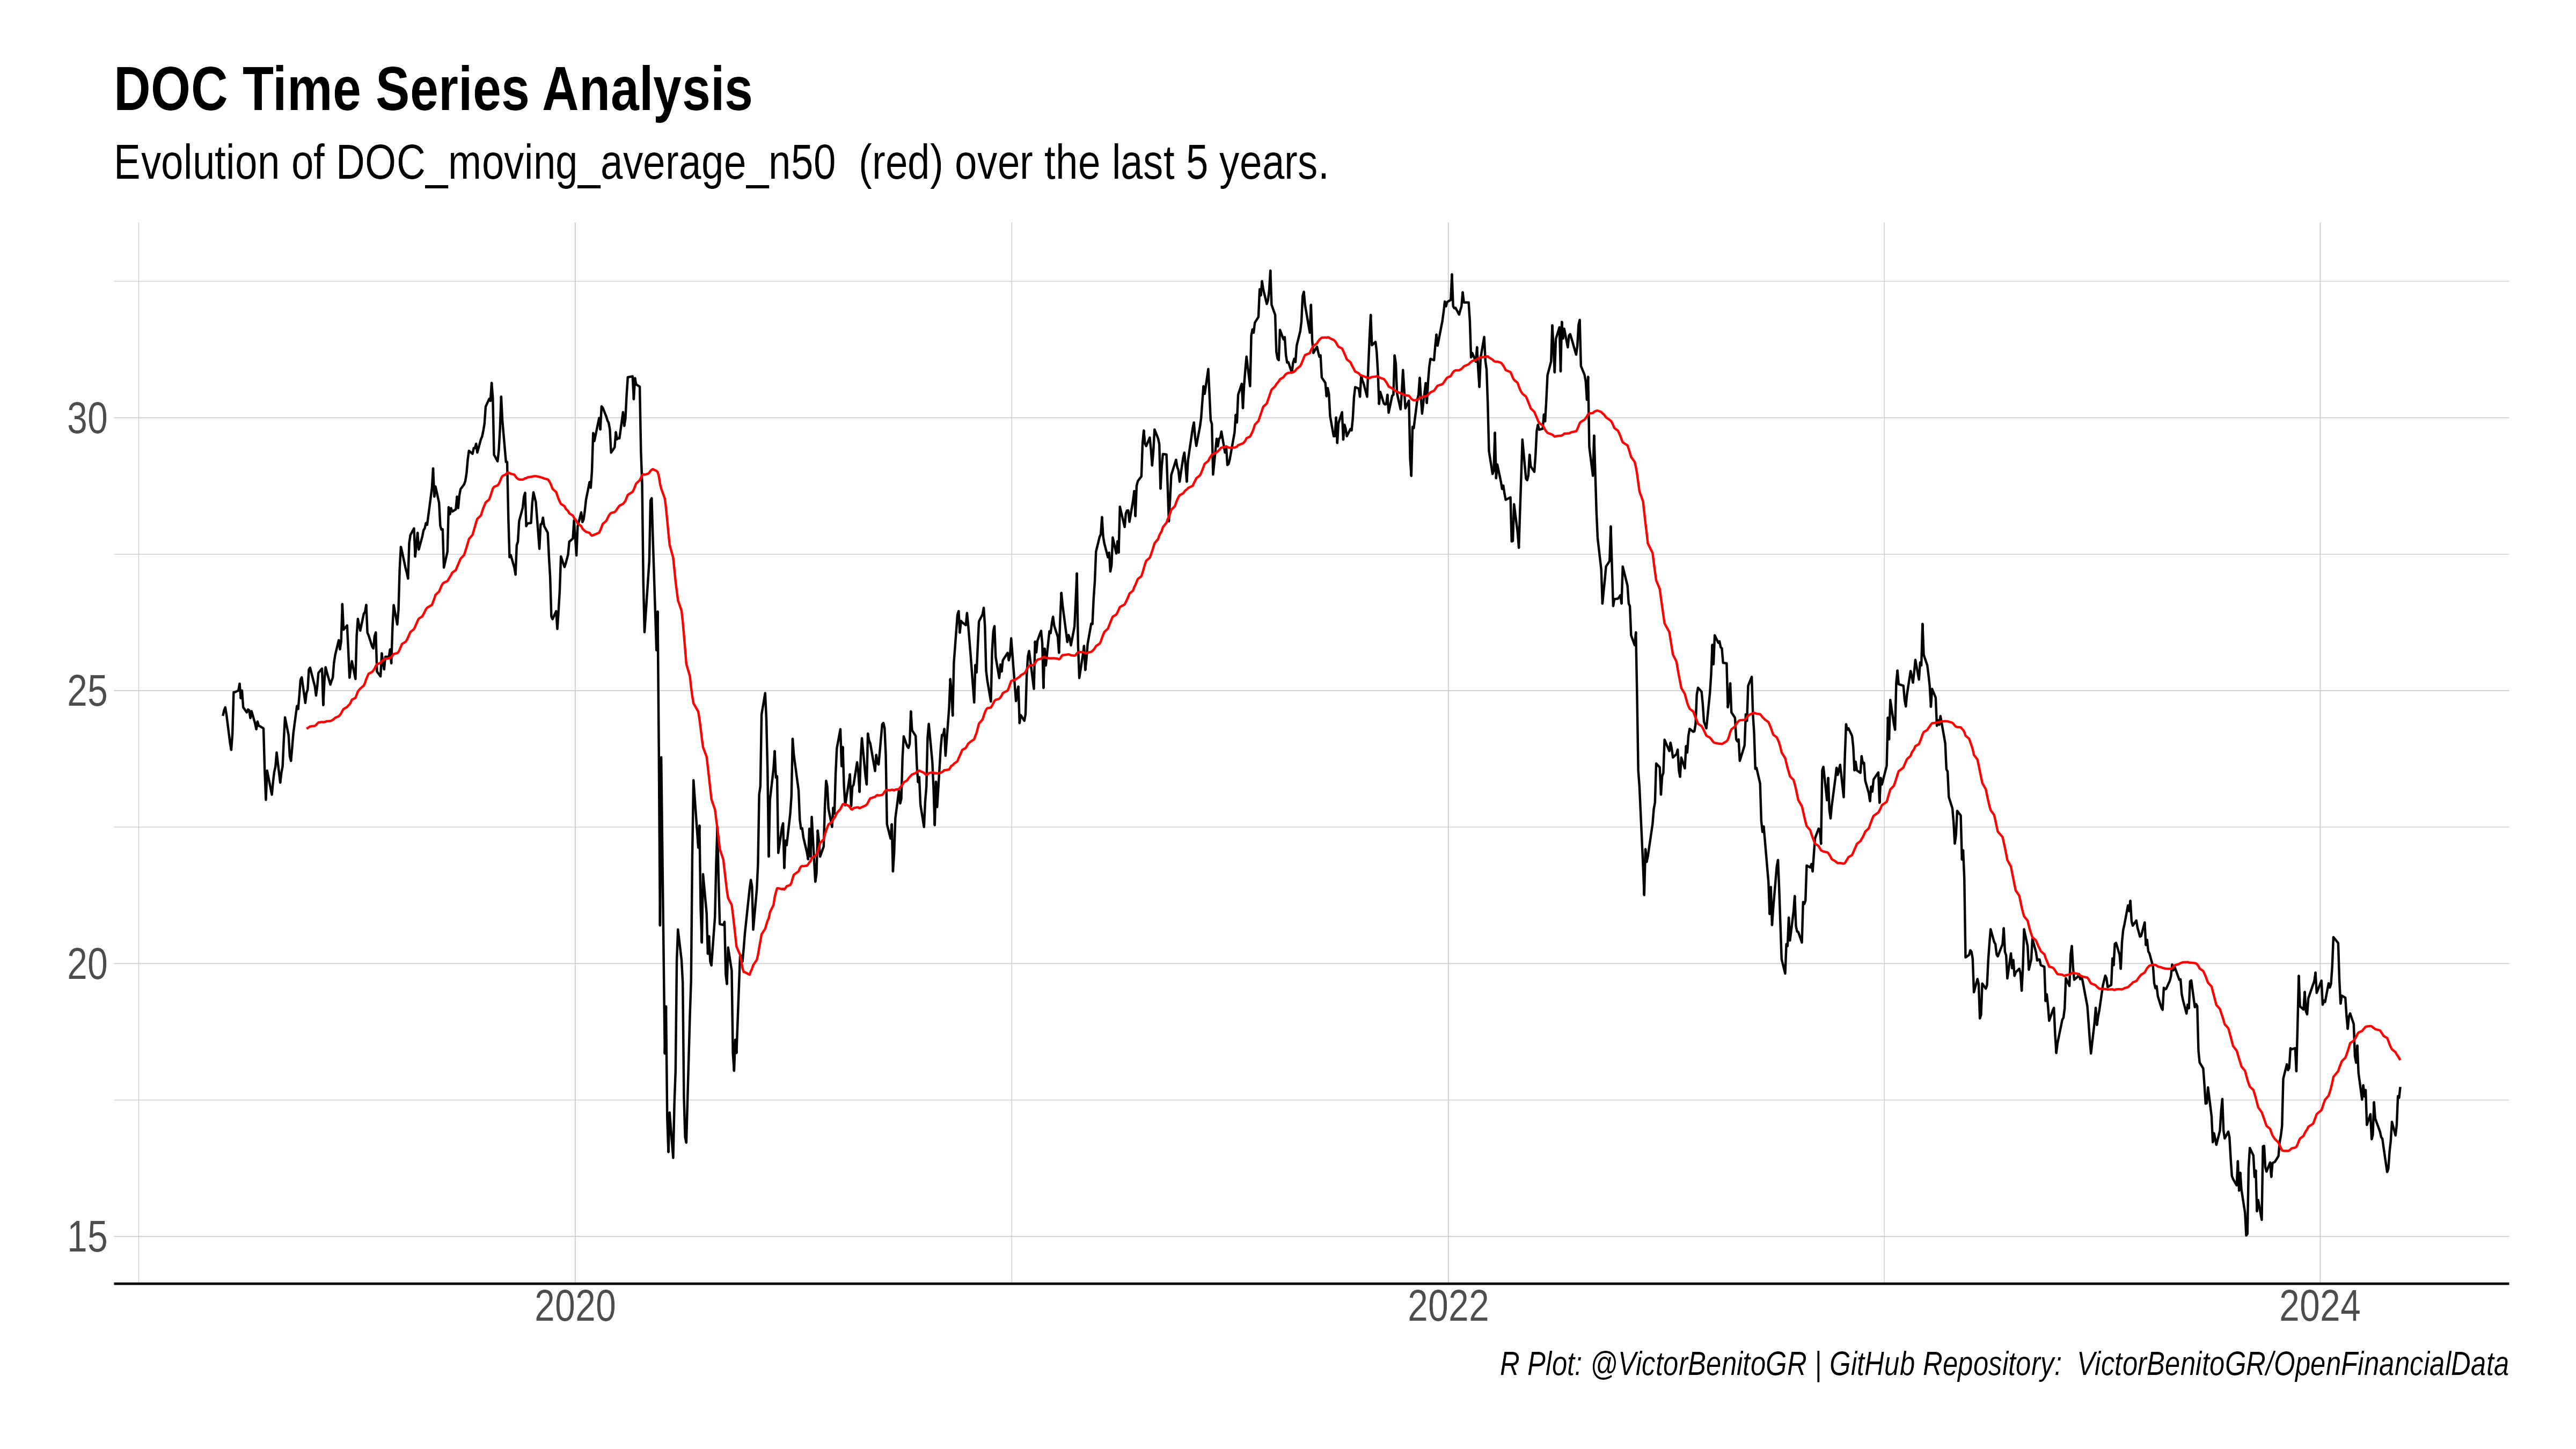 DOC Time Series Analysis
Evolution of DOC_moving_average_n50  (red) over the last 5 years.
30
25
20
15
2020
2022
2024
R Plot: @VictorBenitoGR | GitHub Repository:  VictorBenitoGR/OpenFinancialData